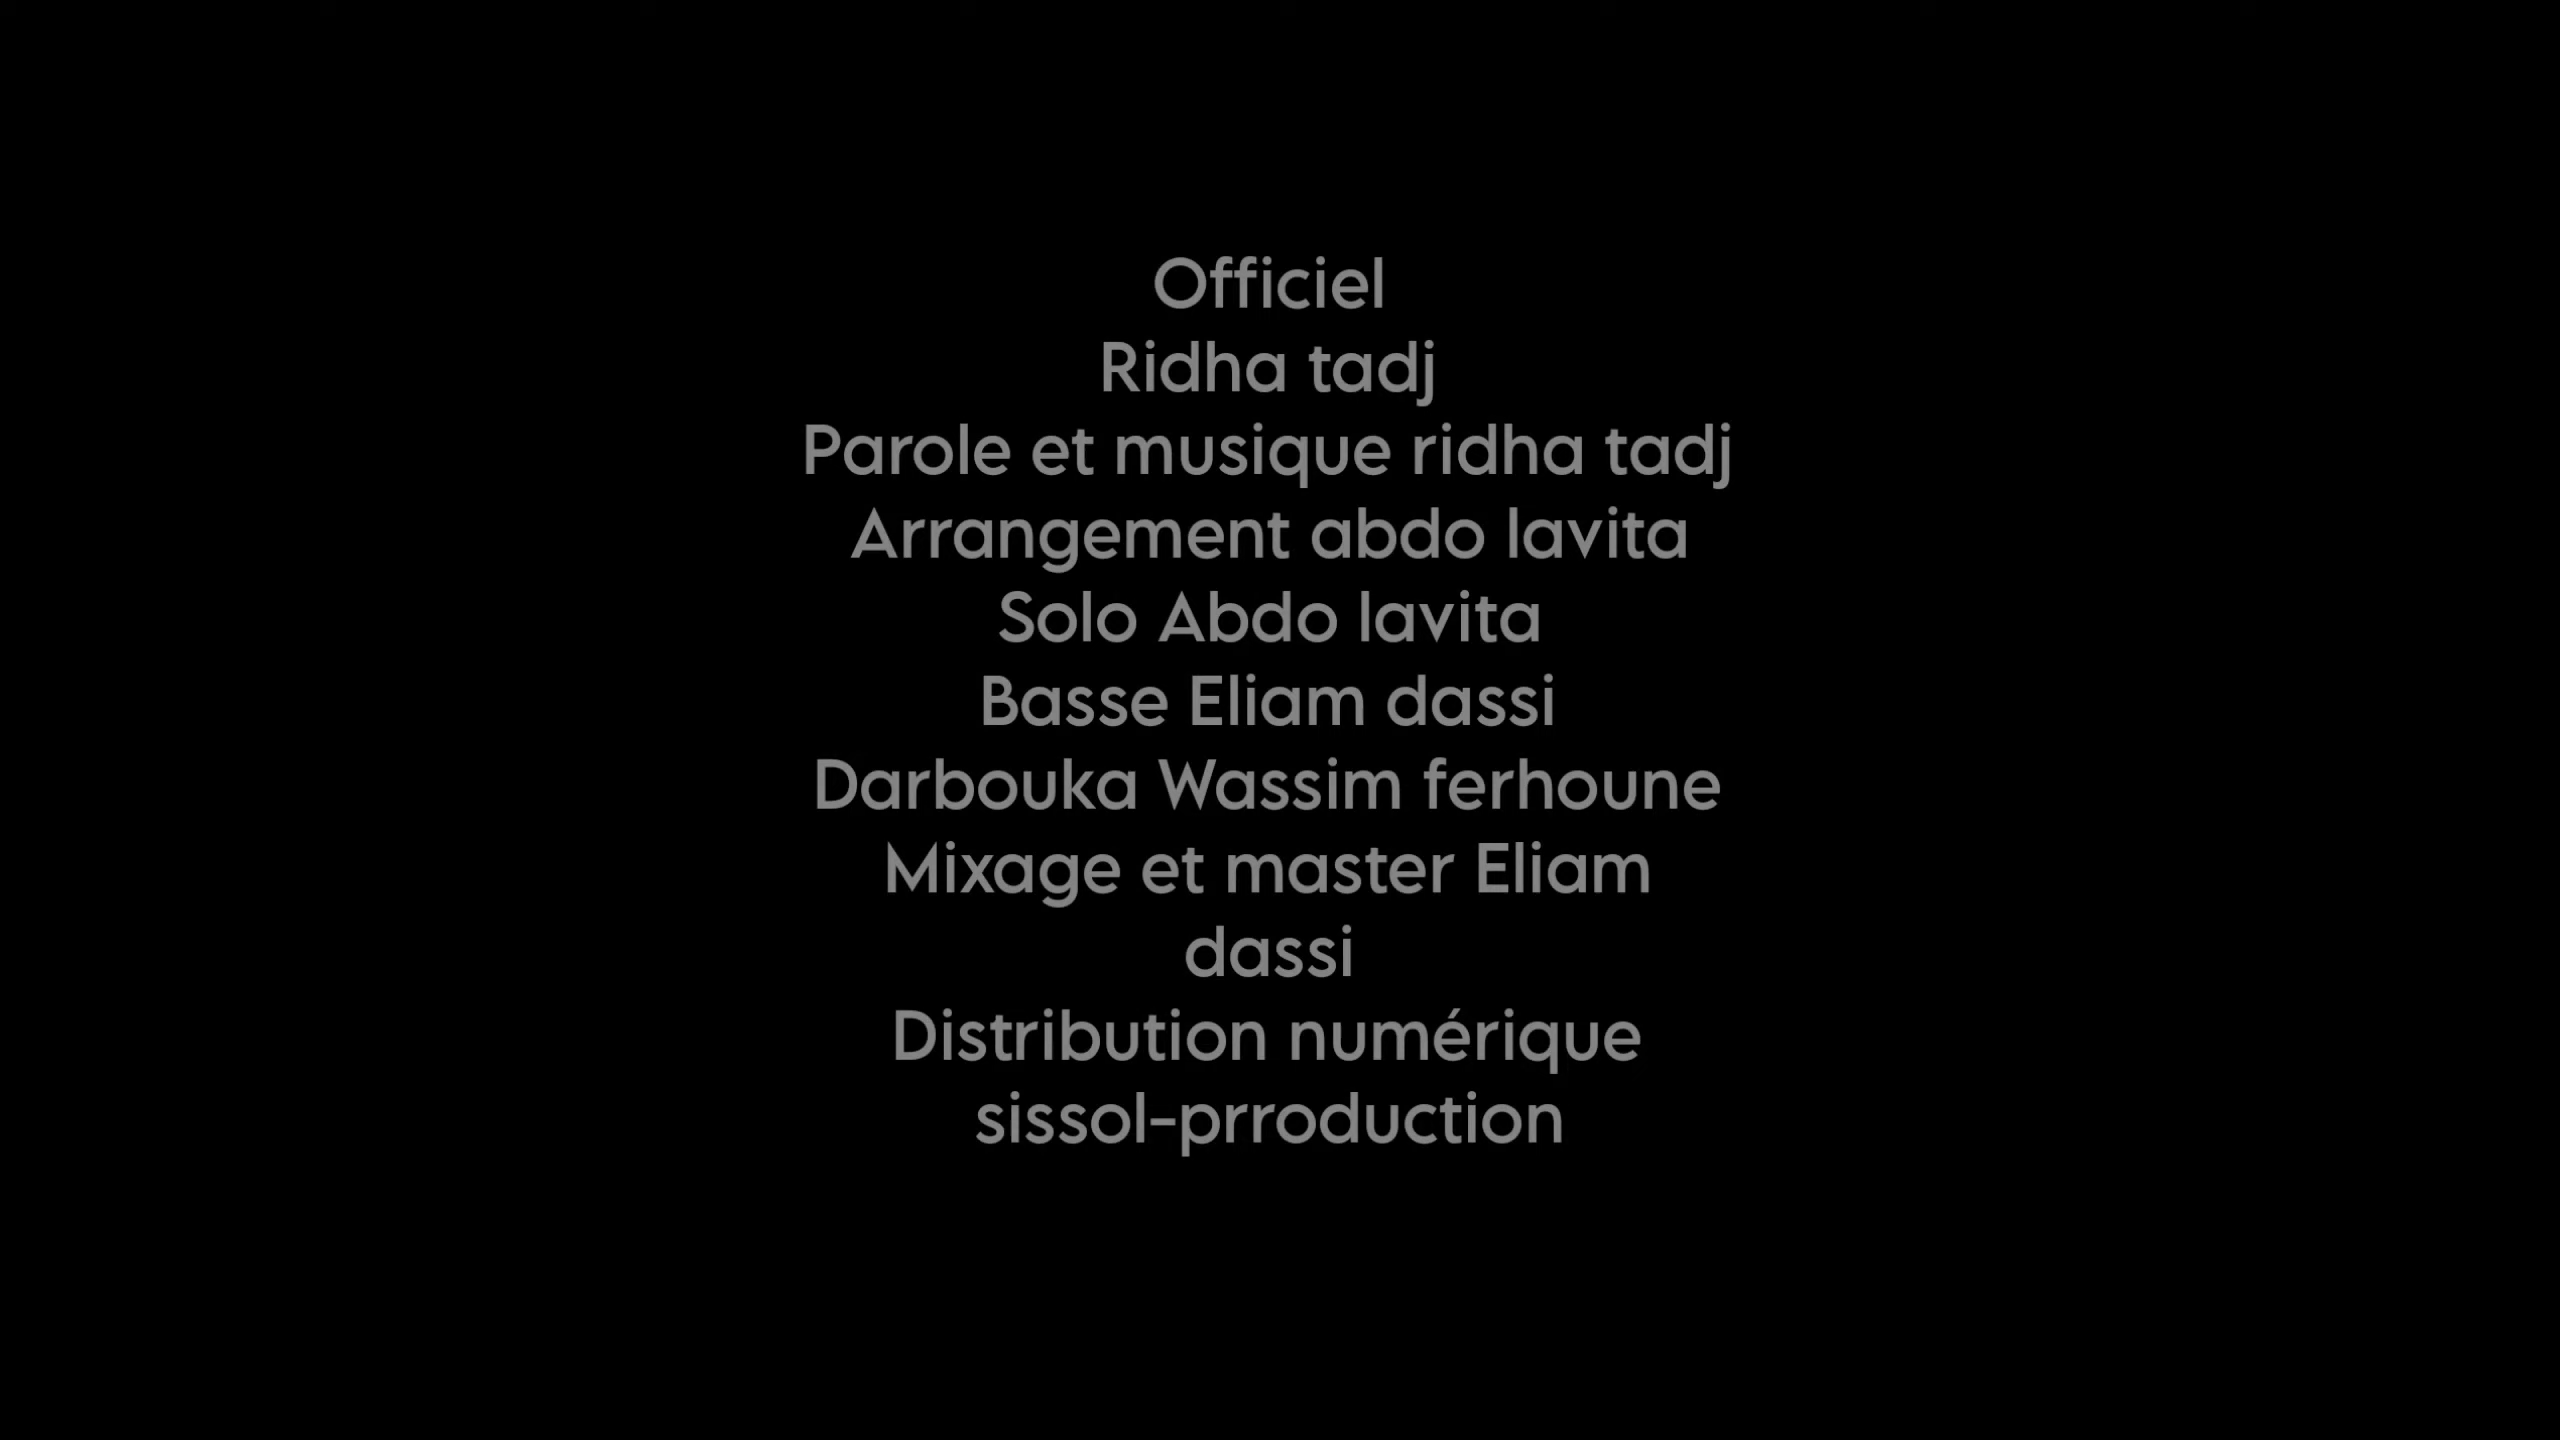 Officiel
Ridha tadj
Parole et musique ridha tadj
Arrangement abdo lavita
Solo Abdo lavita
Basse Eliam dassi
Darbouka Wassim ferhoune
Mixage et master Eliam
dassi
Distribution numérique
sissol-prroduction